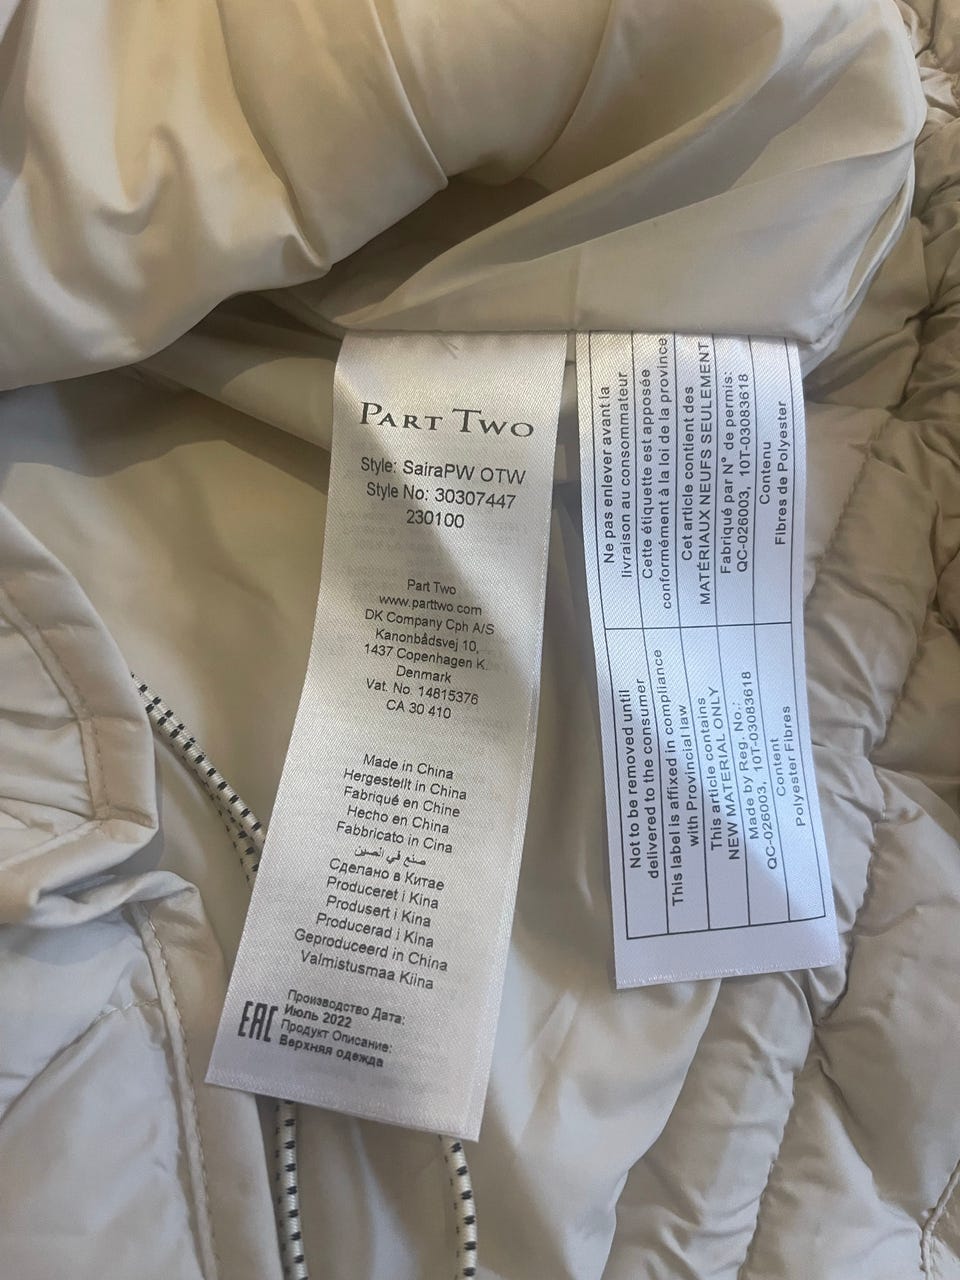 PART TWO
Style: SairaPW OTW
Style No: 30307447
230100
Part Two
www.parttwo.com
DK Company Cph A/S
Kanonbådsvej 10,
1437 Copenhagen K.
Denmark
Vat. No. 14815376
CA 30 410
Made in China
Hergestellt in China
Fabriqué en Chine
Hecho en China
Fabbricato in Cina
صنع في الصين
Сделано в Китае
Produceret i Kina
Produsert i Kina
Producerad i Kina
Geproduceerd in China
Valmistusmaa Kiina
EAC
Производство Дата:
Июль 2022
Продукт Описание:
Верхняя одежда
Not to be removed until
delivered to the consumer
This label is affixed in compliance
with Provincial law
This article contains
NEW MATERIAL ONLY
Made by Reg. No.:
QC-026003, 10T-03083618
Content
Polyester Fibres
Ne pas enlever avant la
livraison au consommateur
Cette étiquette est apposée
conformément à la loi de la province
Cet article contient des
MATÉRIAUX NEUFS SEULEMENT
Fabriqué par N° de permis:
QC-026003, 10T-03083618
Contenu
Fibres de Polyester